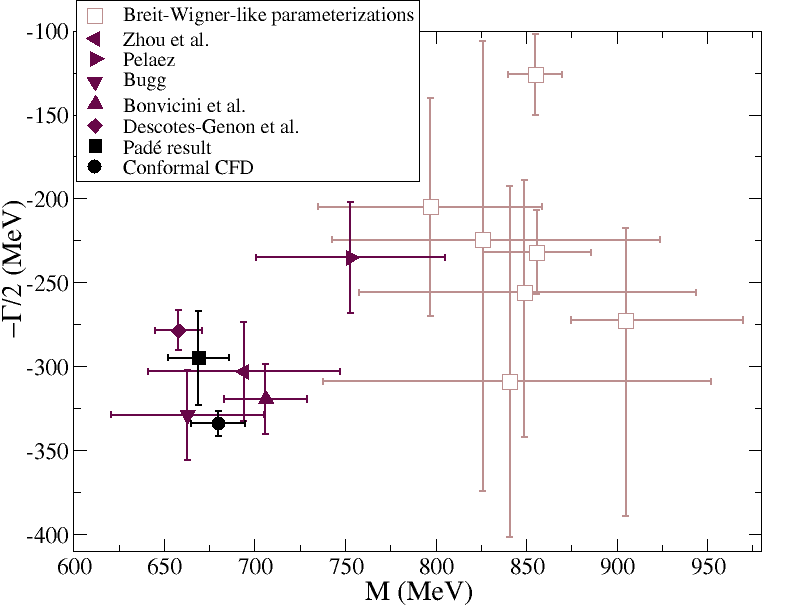 Breit-Wigner-like parameterizations
Zhou et al.
Pelaez
Bugg
Bonvicini et al.
Descotes-Genon et al.
Padé result
Conformal CFD
-100
-150
-200
-250
-300
-350
-400
−Γ/2 (MeV)
600 650 700 750 800 850 900 950
M (MeV)